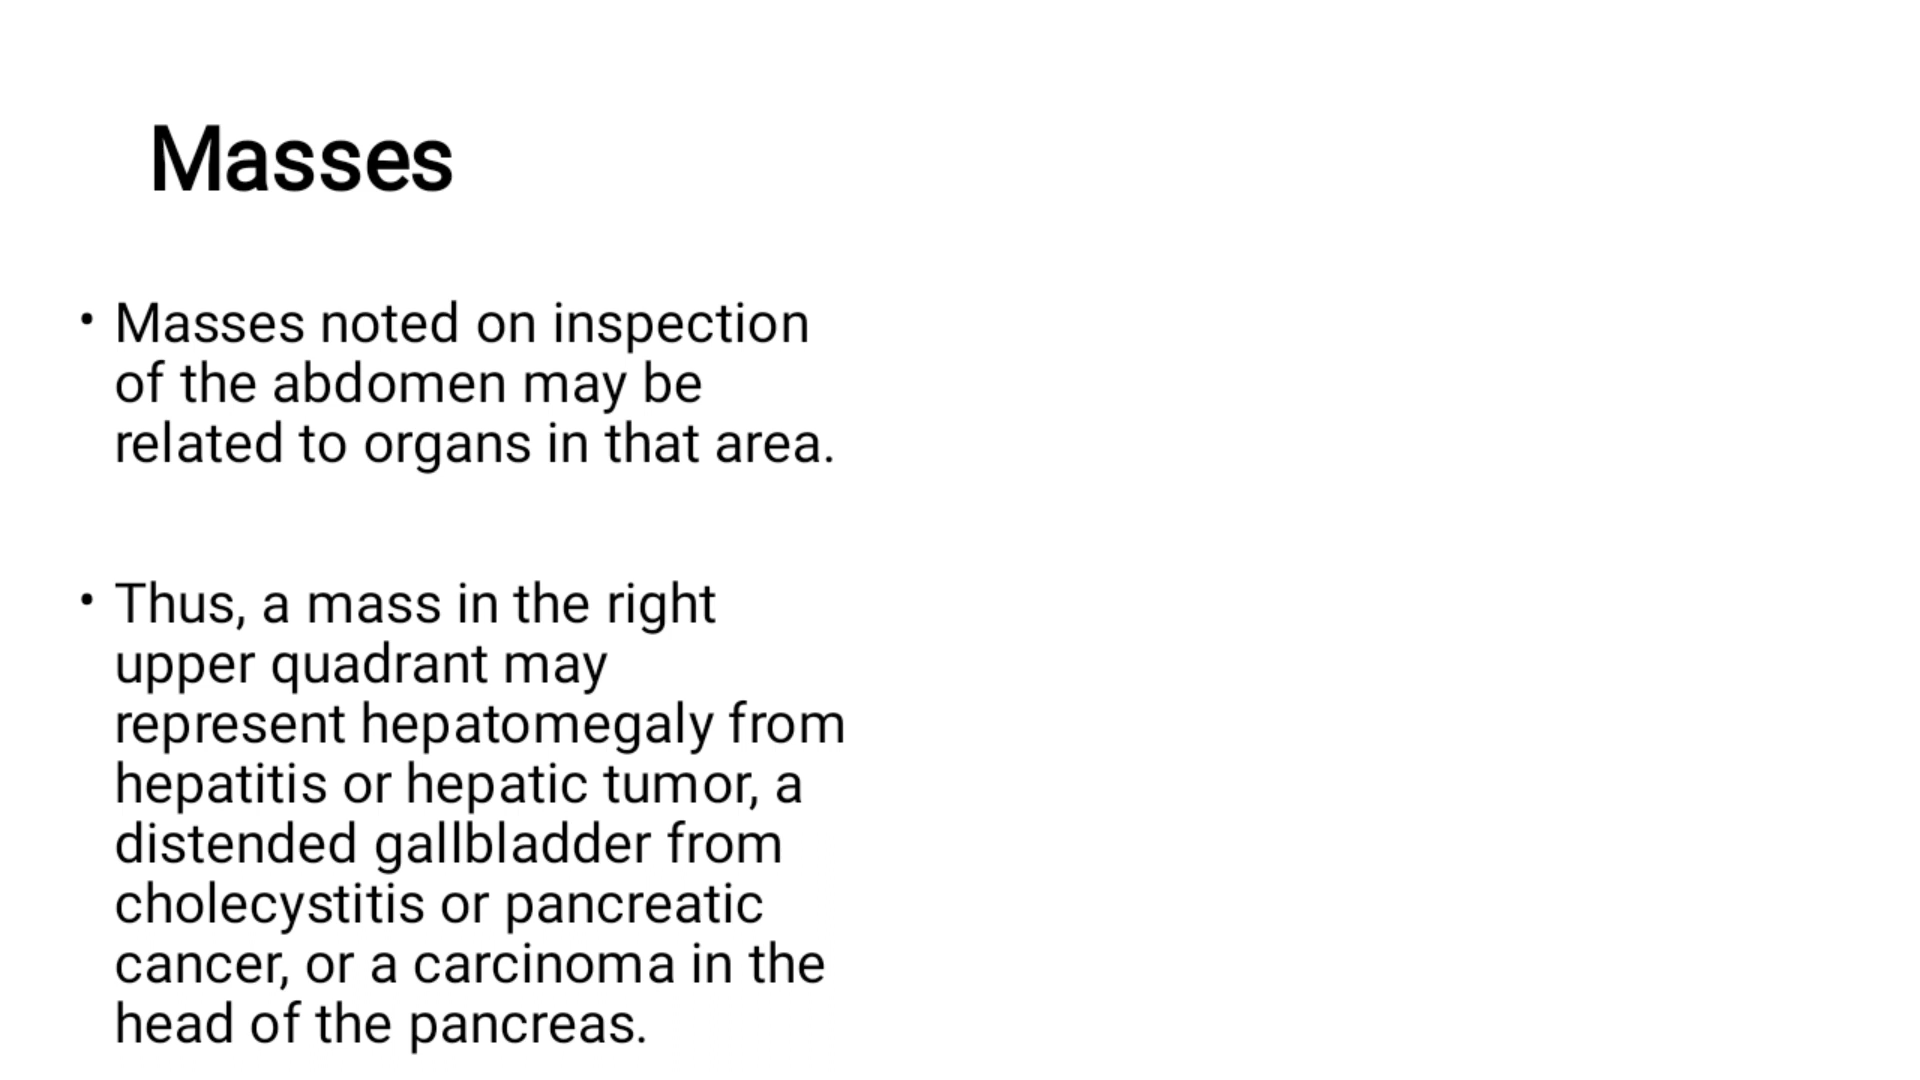 Masses
• Masses noted on inspection
of the abdomen may be
related to organs in that area.
• Thus, a mass in the right
upper quadrant may
represent hepatomegaly from
hepatitis or hepatic tumor, a
distended gallbladder from
cholecystitis or pancreatic
cancer, or a carcinoma in the
head of the pancreas.